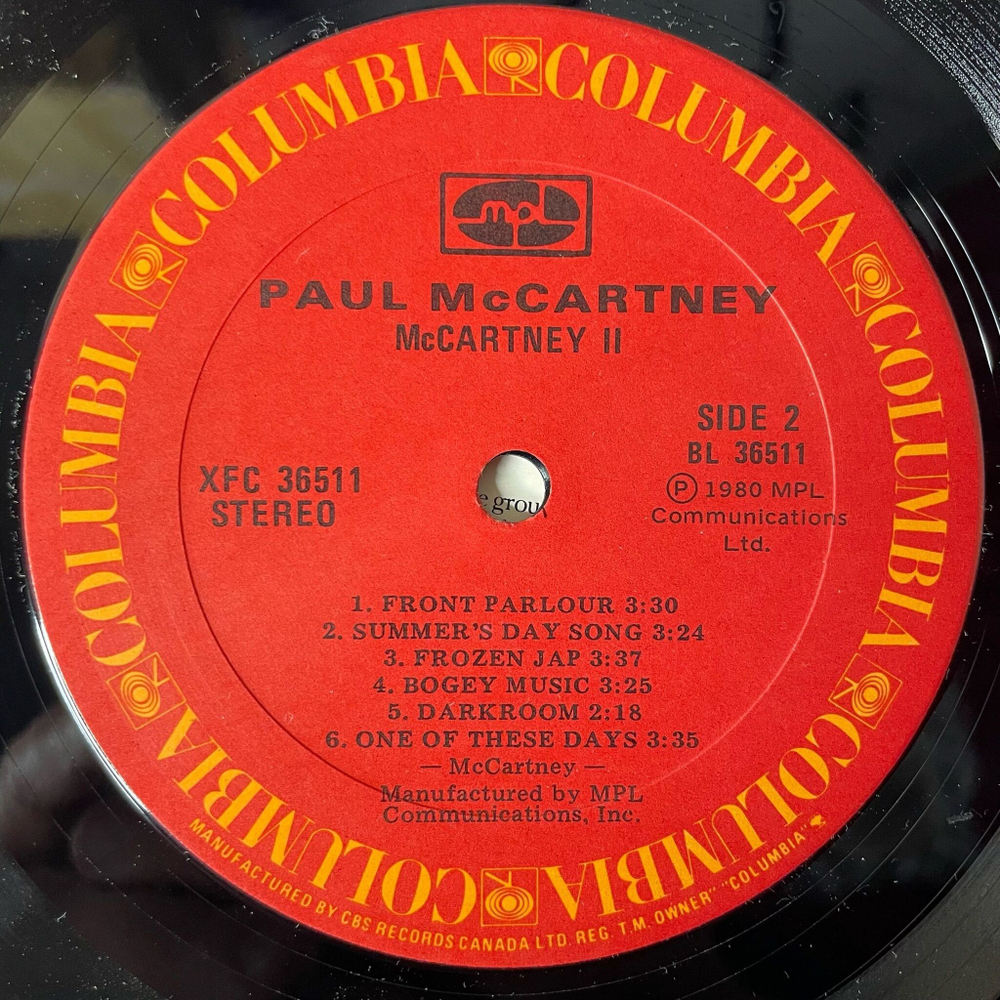 COLUMBIA COLUMBIA COLUMBIA COLUMBIA COLUMBIA COLUMBIA COLUMBIA COLUMBIA
mpl
PAUL McCARTNEY
McCARTNEY II
SIDE 2
BL 36511
Ⓟ 1980 MPL
Communications
Ltd.
XFC 36511
STEREO
e grou
1. FRONT PARLOUR 3:30
2. SUMMER'S DAY SONG 3:24
3. FROZEN JAP 3:37
4. BOGEY MUSIC 3:25
5. DARKROOM 2:18
6. ONE OF THESE DAYS 3:35
— McCartney —
Manufactured by MPL
Communications, Inc.
MANUFACTURED BY CBS RECORDS CANADA LTD. REG. T.M. OWNER" "COLUMBIA"